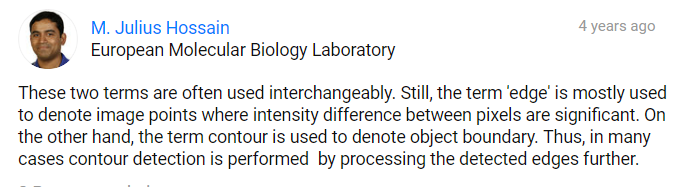 M. Julius Hossain
4 years ago
European Molecular Biology Laboratory
These two terms are often used interchangeably. Still, the term 'edge' is mostly used
to denote image points where intensity difference between pixels are significant. On
the other hand, the term contour is used to denote object boundary. Thus, in many
cases contour detection is performed  by processing the detected edges further.